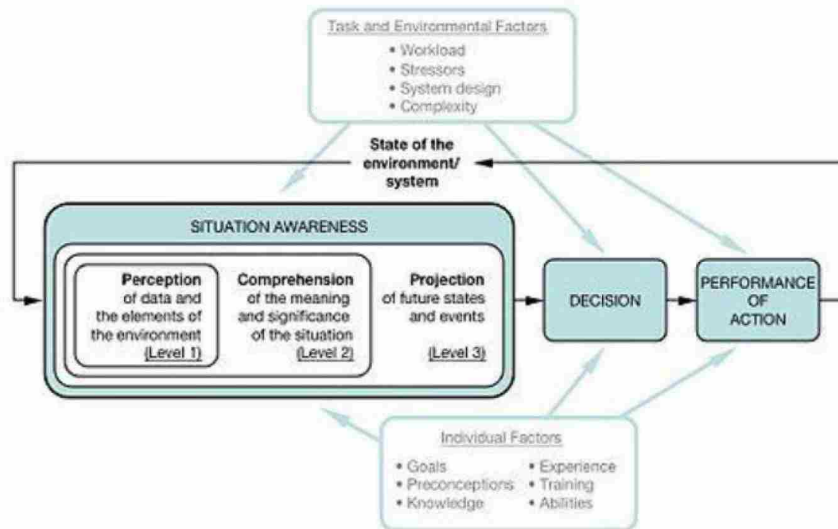 Task and Environmental Factors
• Workload
• Stressors
• System design
• Complexity
State of the
environment/
system
SITUATION AWARENESS
Perception
of data and
the elements of
the environment
(Level 1)
Comprehension
of the meaning
and significance
of the situation
(Level 2)
Projection
of future states
and events
(Level 3)
DECISION
PERFORMANCE
OF
ACTION
Individual Factors
• Goals
• Preconceptions
• Knowledge
• Experience
• Training
• Abilities